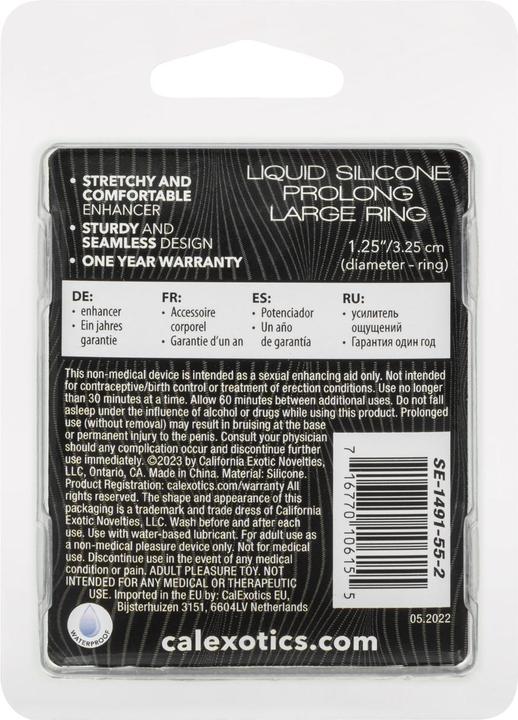 • STRETCHY AND
COMFORTABLE
ENHANCER
• STURDY AND
SEAMLESS DESIGN
• ONE YEAR WARRANTY
LIQUID SILICONE
PROLONG
LARGE RING
1.25"/3.25 cm
(diameter - ring)
DE:
• enhancer
• Ein jahres
garantie
FR:
• Accessoire
corporel
• Garantie d'un an
ES:
• Potenciador
• Un año
de garantía
RU:
• усилитель
ощущений
• Гарантия один год
This non-medical device is intended as a sexual enhancing aid only. Not intended
for contraceptive/birth control or treatment of erection conditions. Use no longer
than 30 minutes at a time. Allow 60 minutes between additional uses. Do not fall
asleep under the influence of alcohol or drugs while using this product. Prolonged
use (without removal) may result in bruising at the base
or permanent injury to the penis. Consult your physician
should any complication occur and discontinue further
use immediately. ©2023 by California Exotic Novelties,
LLC, Ontario, CA. Made in China. Material: Silicone.
Product Registration: calexotics.com/warranty All
rights reserved. The shape and appearance of this
packaging is a trademark and trade dress of California
Exotic Novelties, LLC. Wash before and after each
use. Use with water-based lubricant. For adult use as
a non-medical pleasure device only. Not for medical
use. Discontinue use in the event of any medical
condition or pain. ADULT PLEASURE TOY. NOT
INTENDED FOR ANY MEDICAL OR THERAPEUTIC
USE. Imported in the EU by: CalExotics EU,
Bijsterhuizen 3151, 6604LV Netherlands
7 16770 10615 5
SE-1491-55-2
05.2022
WATERPROOF
calexotics.com